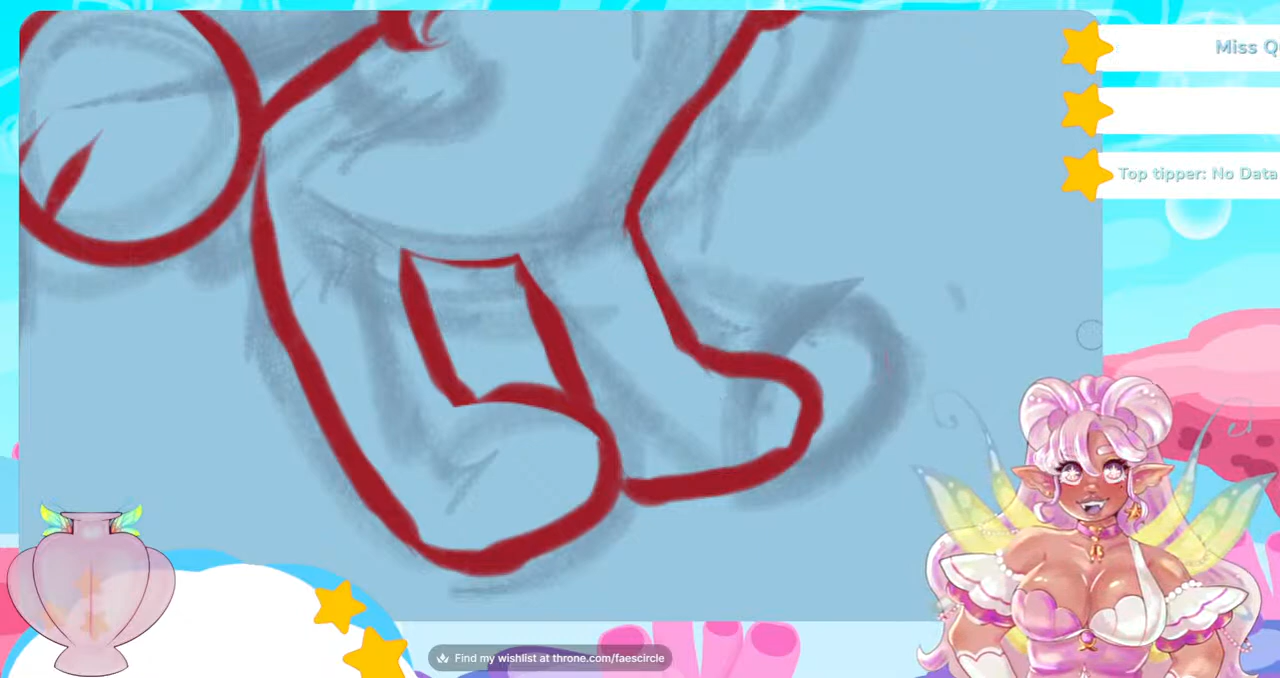 Miss Q
Top tipper: No Data
Find my wishlist at throne.com/faescircle